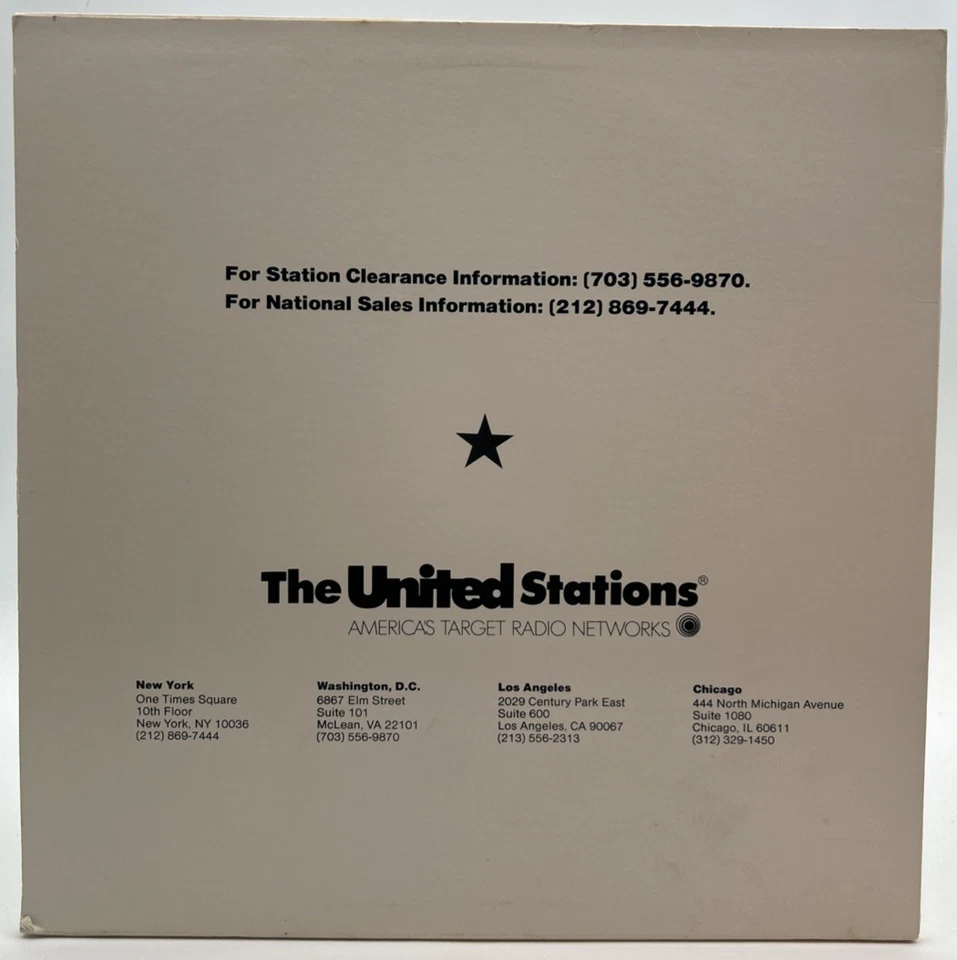 For Station Clearance Information: (703) 556-9870.
For National Sales Information: (212) 869-7444.
The United Stations®
AMERICA'S TARGET RADIO NETWORKS
New York
One Times Square
10th Floor
New York, NY 10036
(212) 869-7444
Washington, D.C.
6867 Elm Street
Suite 101
McLean, VA 22101
(703) 556-9870
Los Angeles
2029 Century Park East
Suite 600
Los Angeles, CA 90067
(213) 556-2313
Chicago
444 North Michigan Avenue
Suite 1080
Chicago, IL 60611
(312) 329-1450